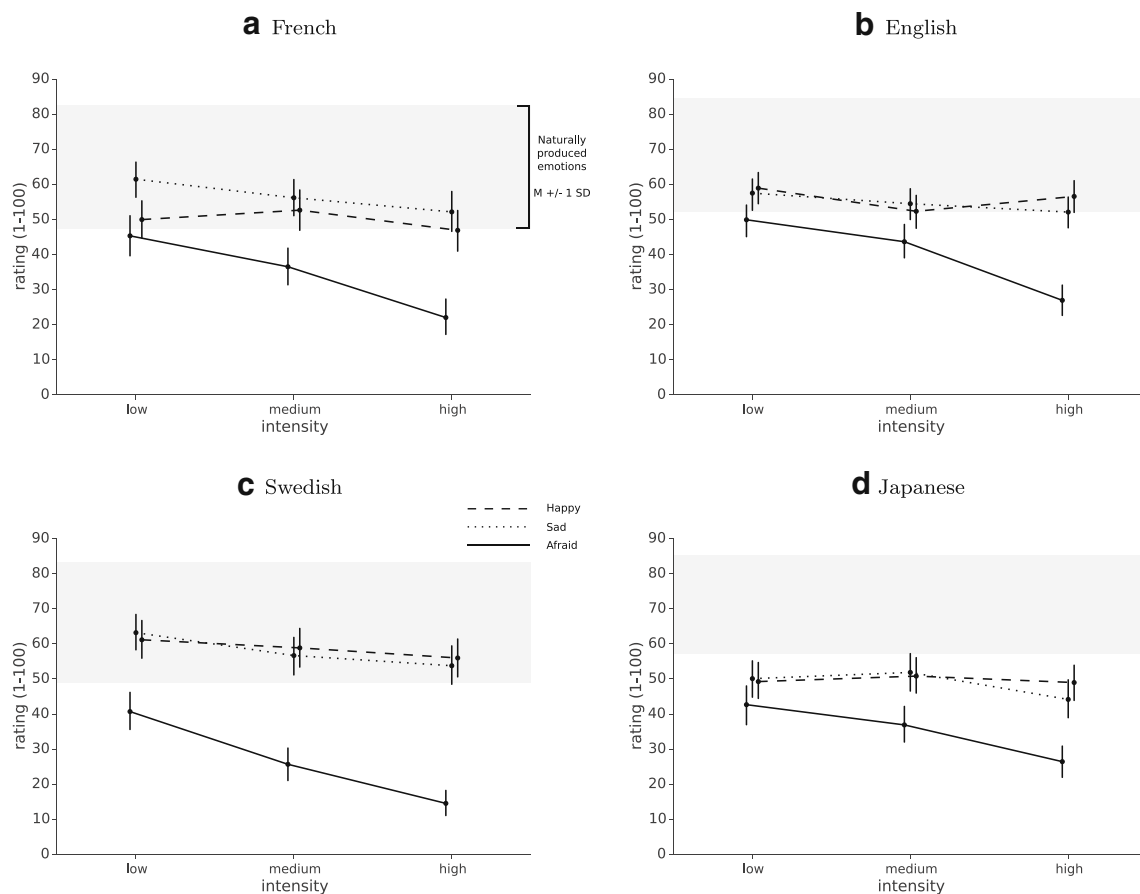 a French
90
80
70
60
50
40
30
20
10
0
rating (1-100)
low medium high
intensity
Naturally
produced
emotions
M +/- 1 SD
b English
90
80
70
60
50
40
30
20
10
0
rating (1-100)
low medium high
intensity
c Swedish
Happy
Sad
Afraid
90
80
70
60
50
40
30
20
10
0
rating (1-100)
low medium high
intensity
d Japanese
90
80
70
60
50
40
30
20
10
0
rating (1-100)
low medium high
intensity